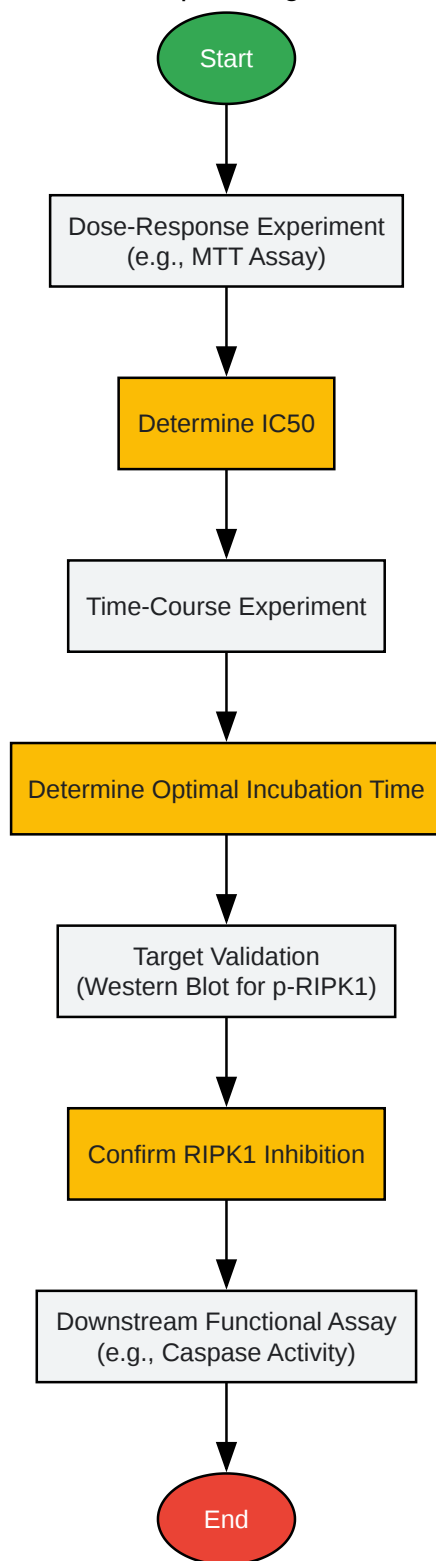 Start
Dose-Response Experiment
(e.g., MTT Assay)
Determine IC50
Time-Course Experiment
Determine Optimal Incubation Time
Target Validation
(Western Blot for p-RIPK1)
Confirm RIPK1 Inhibition
Downstream Functional Assay
(e.g., Caspase Activity)
End